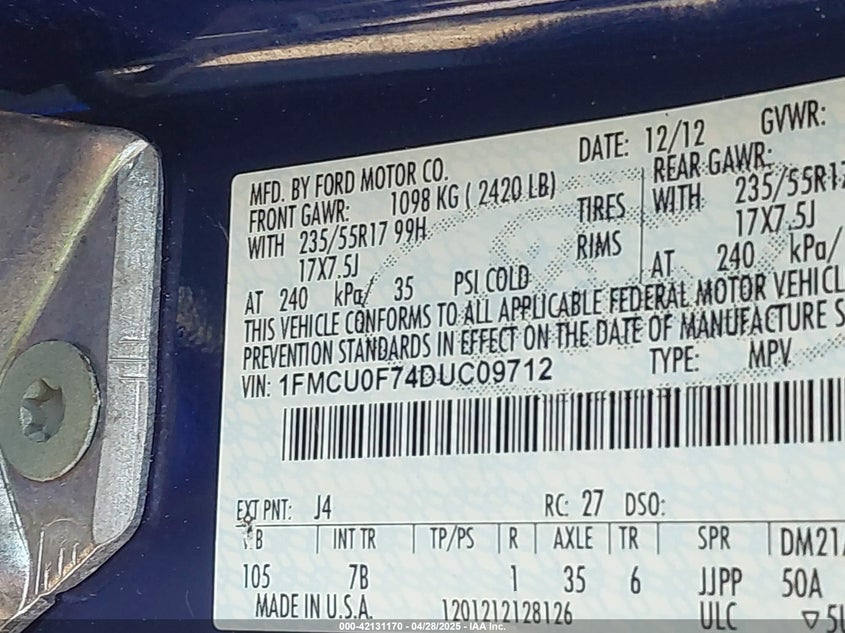 DATE: 12/12 GVWR:
MFD. BY FORD MOTOR CO.
FRONT GAWR: 1098 KG ( 2420 LB) REAR GAWR:
WITH 235/55R17 99H TIRES WITH 235/55R17
17X7.5J RIMS 17X7.5J
AT 240 kPa/ 35 PSI COLD AT 240 kPa/
THIS VEHICLE CONFORMS TO ALL APPLICABLE FEDERAL MOTOR VEHICL
PREVENTION STANDARDS IN EFFECT ON THE DATE OF MANUFACTURE S
VIN: 1FMCU0F74DUC09712 TYPE: MPV
EXT PNT: J4 RC: 27 DSO:
B INT TR TP/PS R AXLE TR SPR DM21
105 7B 1 35 6 JJPP 50A
MADE IN U.S.A. 1201212128126 ULC
000-42131170 - 04/28/2025 - IAA Inc.